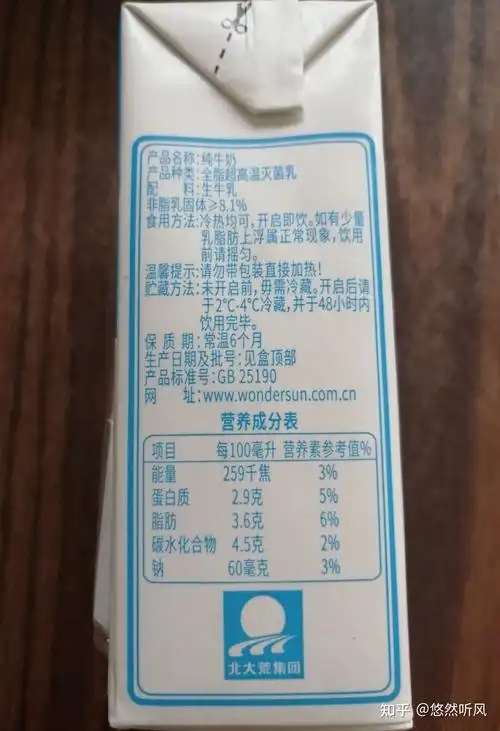 产品名称:纯牛奶
产品种类:全脂超高温灭菌乳
配 料:生牛乳
非脂乳固体≥8.1%
食用方法:冷热均可,开启即饮。如有少量
乳脂肪上浮属正常现象,饮用
前请摇匀。
温馨提示:请勿带包装直接加热!
贮藏方法:未开启前,毋需冷藏。开启后请
于2℃-4℃冷藏,并于48小时内
饮用完毕。
保 质 期:常温6个月
生产日期及批号:见盒顶部
产品标准号:GB 25190
网 址:www.wondersun.com.cn
营养成分表
项目 每100毫升 营养素参考值%
能量 259千焦 3%
蛋白质 2.9克 5%
脂肪 3.6克 6%
碳水化合物 4.5克 2%
钠 60毫克 3%
北大荒集团
知乎 @悠然听风